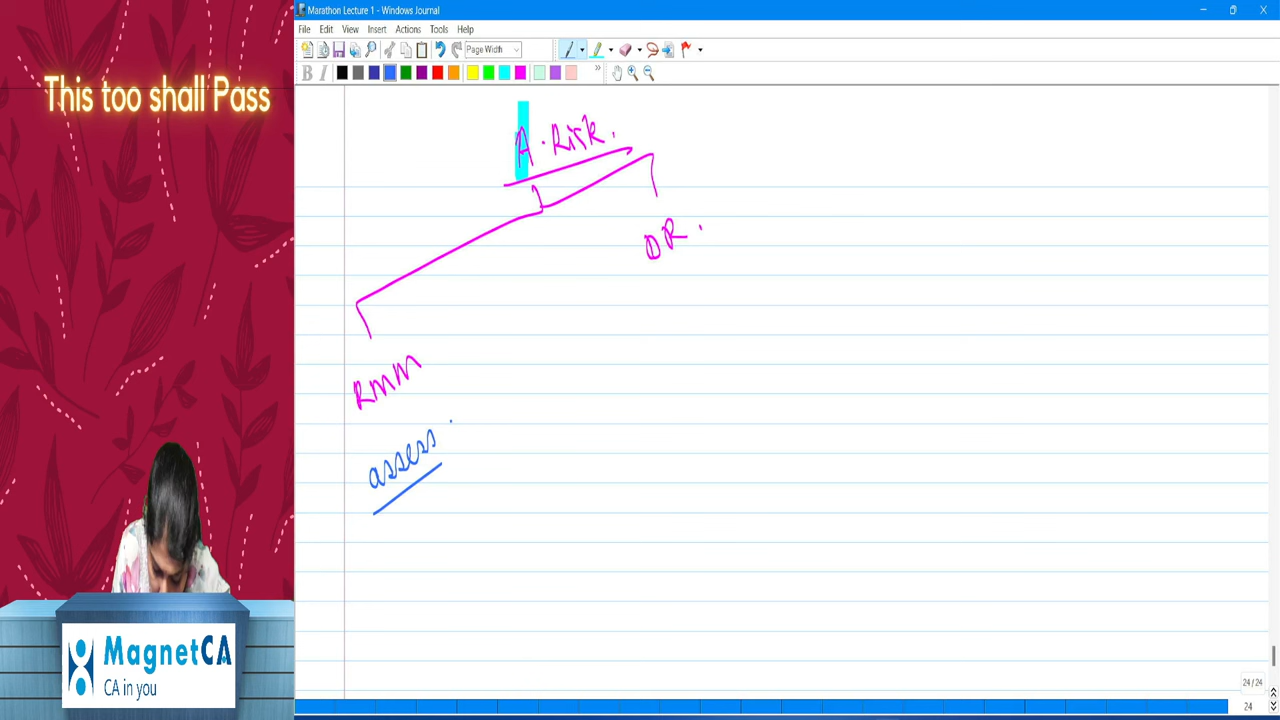 This too shall Pass
Marathon Lecture 1 - Windows Journal
File Edit View Insert Actions Tools Help
Page Width
B I
A. Risk.
DR.
RMM
assess.
MagnetCA
CA in you
24 / 24
24